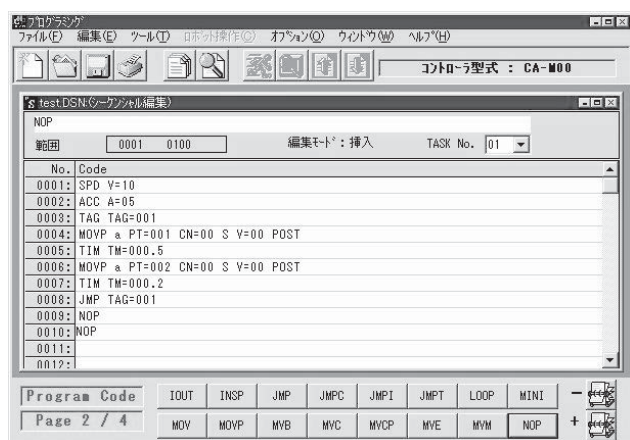 プログラミング
ファイル(F) 編集(E) ツール(T) ロボット操作(C) オプション(O) ウィンドウ(W) ヘルプ(H)
コントローラ型式 : CA-M00
test.DSN:(シーケンシャル編集)
NOP
範囲 0001 0100 編集モード:挿入 TASK No. 01
No. Code
0001: SPD V=10
0002: ACC A=05
0003: TAG TAG=001
0004: MOVP a PT=001 CN=00 S V=00 POST
0005: TIM TM=000.5
0006: MOVP a PT=002 CN=00 S V=00 POST
0007: TIM TM=000.2
0008: JMP TAG=001
0009: NOP
0010: NOP
0011:
0012:
Program Code IOUT INSP JMP JMPC JMPI JMPT LOOP MINI -
Page 2 / 4 MOV MOVP MVB MVC MVCP MVE MVM NOP +